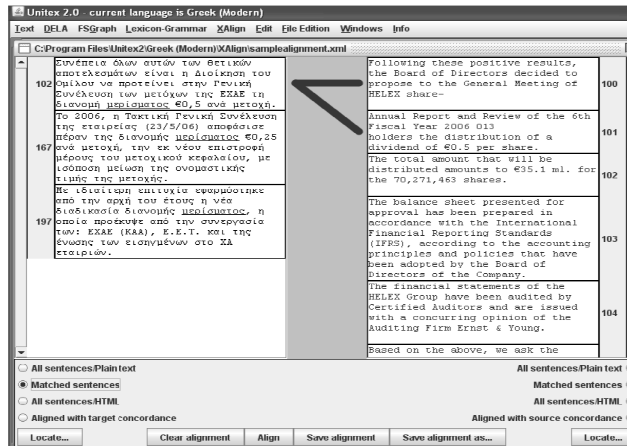 Unitex 2.0 - current language is Greek (Modern)
Text DELA FSGraph Lexicon-Grammar XAlign Edit File Edition Windows Info
C:\Program Files\Unitex2\Greek (Modern)\XAlign\samplealignment.xml
102
Συνέπεια όλων αυτών των θετικών
αποτελεσμάτων είναι η Διοίκηση του
Ομίλου να προτείνει στην Γενική
Συνέλευση των μετόχων της ΕΧΑΕ τη
διανομή μερίσματος €0,5 ανά μετοχή.
167
Το 2006, η Τακτική Γενική Συνέλευση
της εταιρείας (23/5/06) αποφάσισε
πέραν της διανομής μερίσματος €0,25
ανά μετοχή, την εκ νέου επιστροφή
μέρους του μετοχικού κεφαλαίου, με
ισόποση μείωση της ονομαστικής
τιμής της μετοχής.
197
Με ιδιαίτερη επιτυχία εφαρμόστηκε
από την αρχή του έτους η νέα
διαδικασία διανομής μερίσματος, η
οποία προέκυψε από την συνεργασία
των: ΕΧΑΕ (ΚΑΑ), Ε.Ε.Τ. και της
ένωσης των εισηγμένων στο ΧΑ
εταιριών.
Following these positive results,
the Board of Directors decided to
propose to the General Meeting of
HELEX share-
100
Annual Report and Review of the 6th
Fiscal Year 2006 013
holders the distribution of a
dividend of €0.5 per share.
101
The total amount that will be
distributed amounts to €35.1 ml. for
the 70,271,463 shares.
102
The balance sheet presented for
approval has been prepared in
accordance with the International
Financial Reporting Standards
(IFRS), according to the accounting
principles and policies that have
been adopted by the Board of
Directors of the Company.
103
The financial statements of the
HELEX Group have been audited by
Certified Auditors and are issued
with a concurring opinion of the
Auditing Firm Ernst & Young.
104
Based on the above, we ask the
All sentences/Plain text
Matched sentences
All sentences/HTML
Aligned with target concordance
All sentences/Plain text
Matched sentences
All sentences/HTML
Aligned with source concordance
Locate... Clear alignment Align Save alignment Save alignment as... Locate...